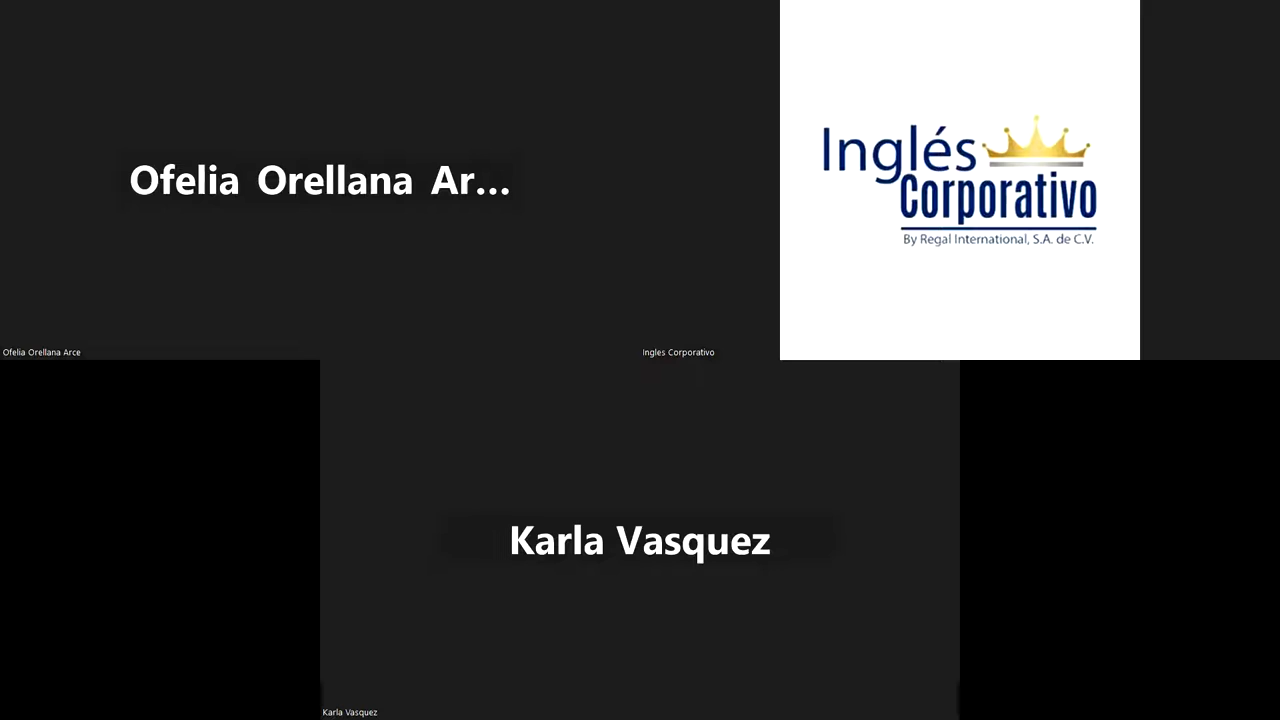 Ofelia Orellana Ar...
Inglés
Corporativo
By Regal International, S.A. de C.V.
Ofelia Orellana Arce
Ingles Corporativo
Karla Vasquez
Karla Vasquez